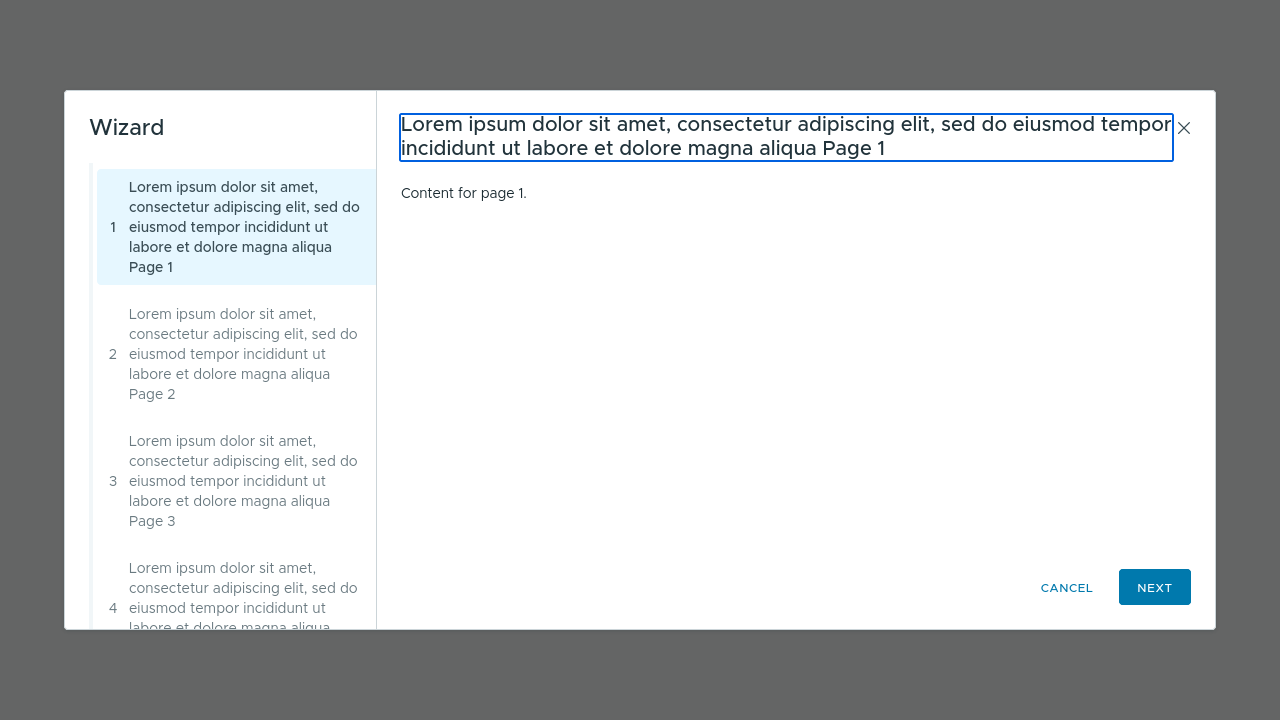 Wizard
1
Lorem ipsum dolor sit amet,
consectetur adipiscing elit, sed do
eiusmod tempor incididunt ut
labore et dolore magna aliqua
Page 1
2
Lorem ipsum dolor sit amet,
consectetur adipiscing elit, sed do
eiusmod tempor incididunt ut
labore et dolore magna aliqua
Page 2
3
Lorem ipsum dolor sit amet,
consectetur adipiscing elit, sed do
eiusmod tempor incididunt ut
labore et dolore magna aliqua
Page 3
4
Lorem ipsum dolor sit amet,
consectetur adipiscing elit, sed do
eiusmod tempor incididunt ut
labore et dolore magna aliqua
Lorem ipsum dolor sit amet, consectetur adipiscing elit, sed do eiusmod tempor
incididunt ut labore et dolore magna aliqua Page 1
Content for page 1.
CANCEL
NEXT